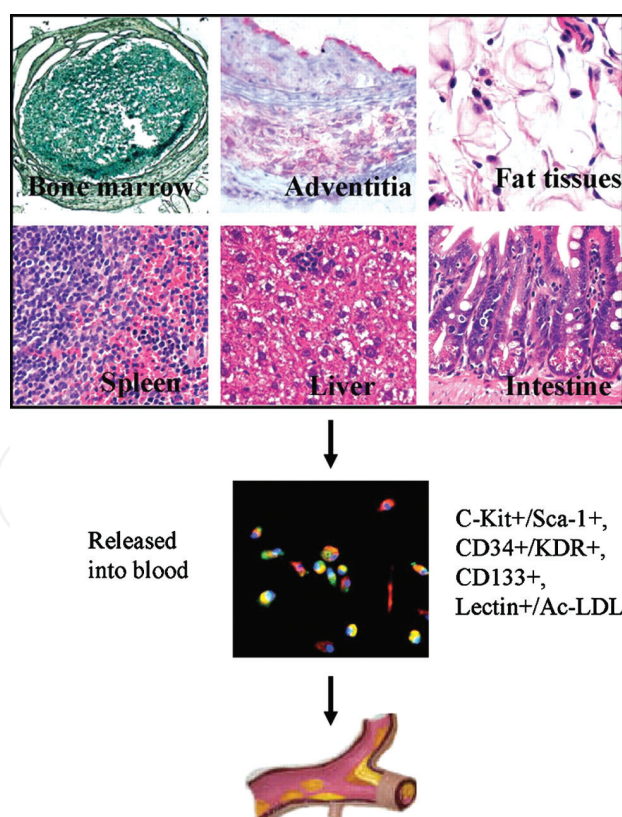 Bone marrow
Adventitia
Fat tissues
Spleen
Liver
Intestine
Released
into blood
C-Kit+/Sca-1+,
CD34+/KDR+,
CD133+,
Lectin+/Ac-LDL